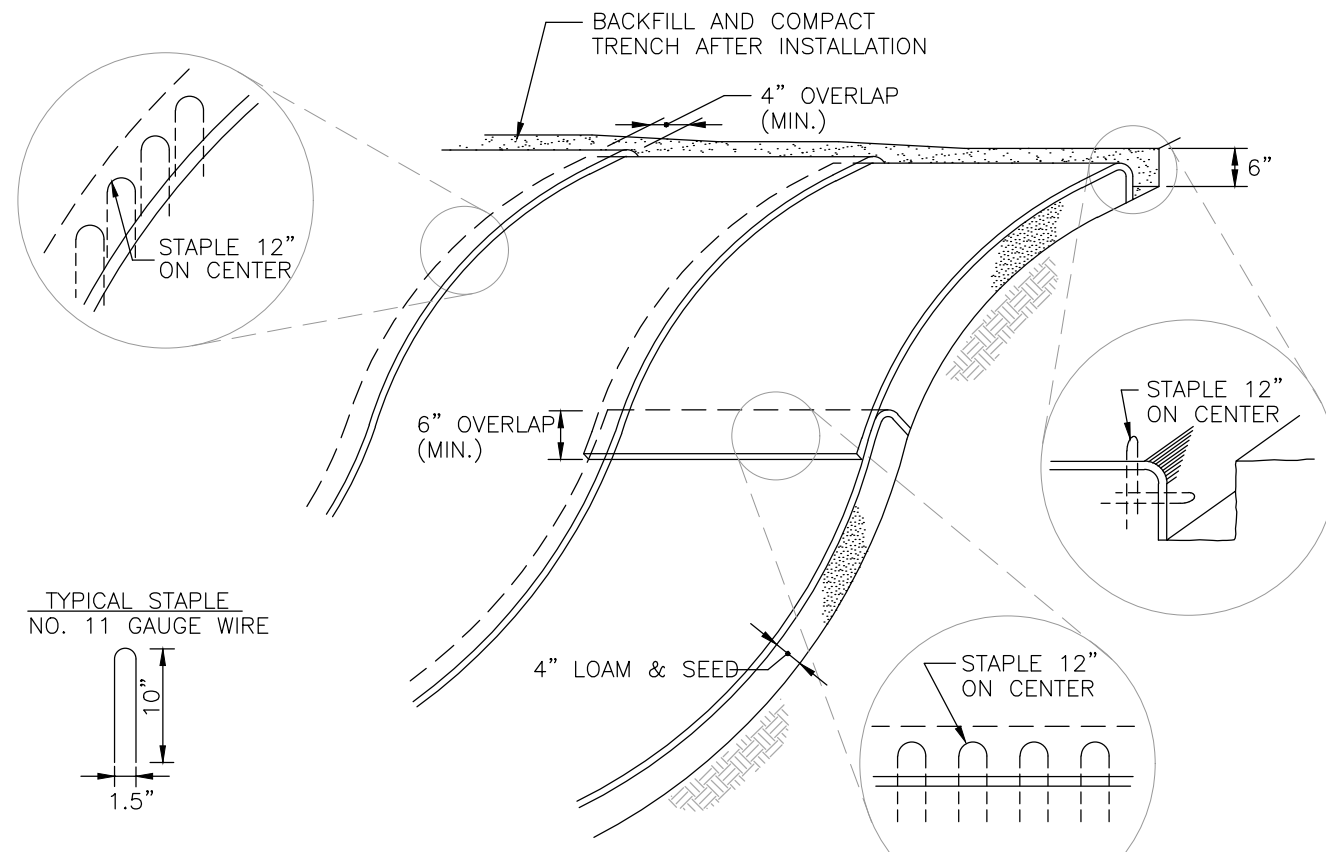 BACKFILL AND COMPACT
TRENCH AFTER INSTALLATION
4” OVERLAP
(MIN.)
6”
STAPLE 12”
ON CENTER
STAPLE 12”
ON CENTER
6” OVERLAP
(MIN.)
TYPICAL STAPLE
NO. 11 GAUGE WIRE
10”
1.5”
4” LOAM & SEED
STAPLE 12”
ON CENTER